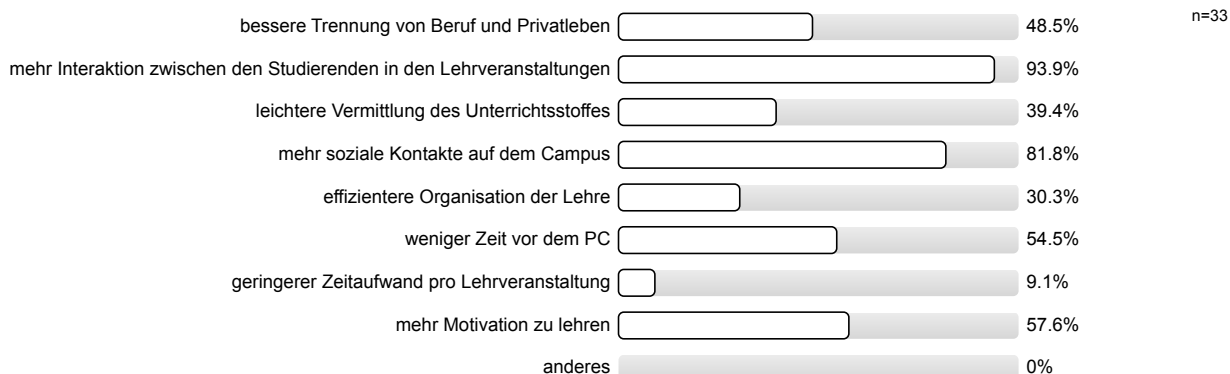 bessere Trennung von Beruf und Privatleben 48.5% n=33
mehr Interaktion zwischen den Studierenden in den Lehrveranstaltungen 93.9%
leichtere Vermittlung des Unterrichtsstoffes 39.4%
mehr soziale Kontakte auf dem Campus 81.8%
effizientere Organisation der Lehre 30.3%
weniger Zeit vor dem PC 54.5%
geringerer Zeitaufwand pro Lehrveranstaltung 9.1%
mehr Motivation zu lehren 57.6%
anderes 0%